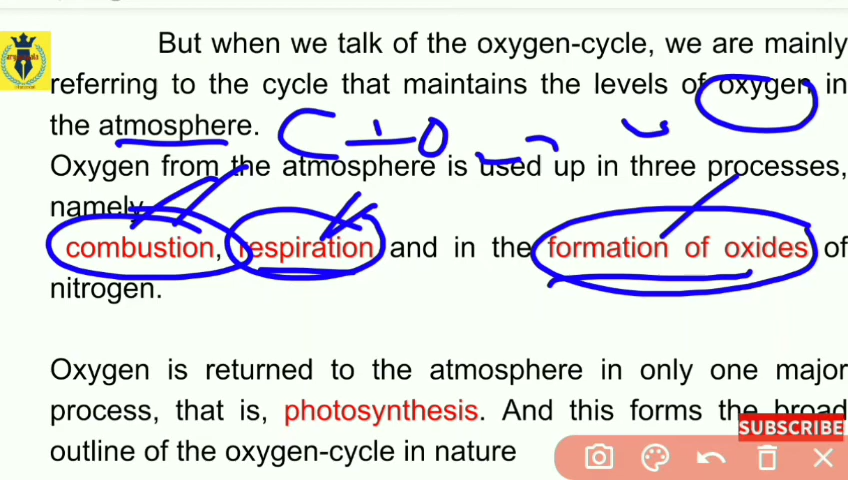 But when we talk of the oxygen-cycle, we are mainly
referring to the cycle that maintains the levels of oxygen in
the atmosphere.
Oxygen from the atmosphere is used up in three processes,
namely
combustion, respiration and in the formation of oxides of
nitrogen.
Oxygen is returned to the atmosphere in only one major
process, that is, photosynthesis. And this forms the broad
outline of the oxygen-cycle in nature
SUBSCRIBE